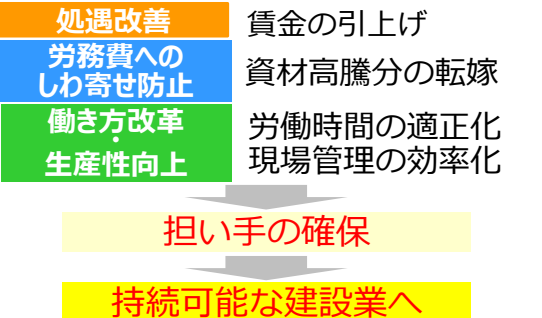 処遇改善
賃金の引上げ
労務費への
しわ寄せ防止
資材高騰分の転嫁
働き方改革
・
生産性向上
労働時間の適正化
現場管理の効率化
担い手の確保
持続可能な建設業へ